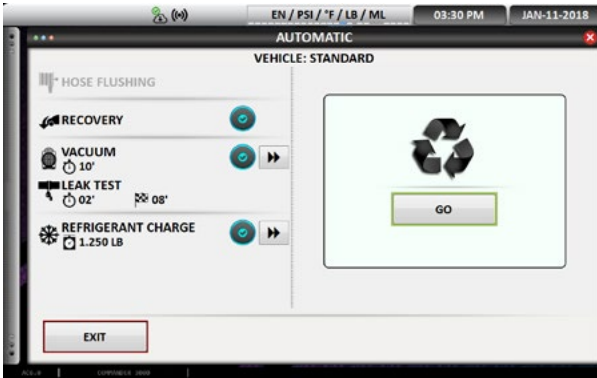 EN / PSI / °F / LB / ML 03:30 PM JAN-11-2018
AUTOMATIC
VEHICLE: STANDARD
HOSE FLUSHING
RECOVERY
VACUUM
10'
LEAK TEST
02' 08'
REFRIGERANT CHARGE
1.250 LB
GO
EXIT